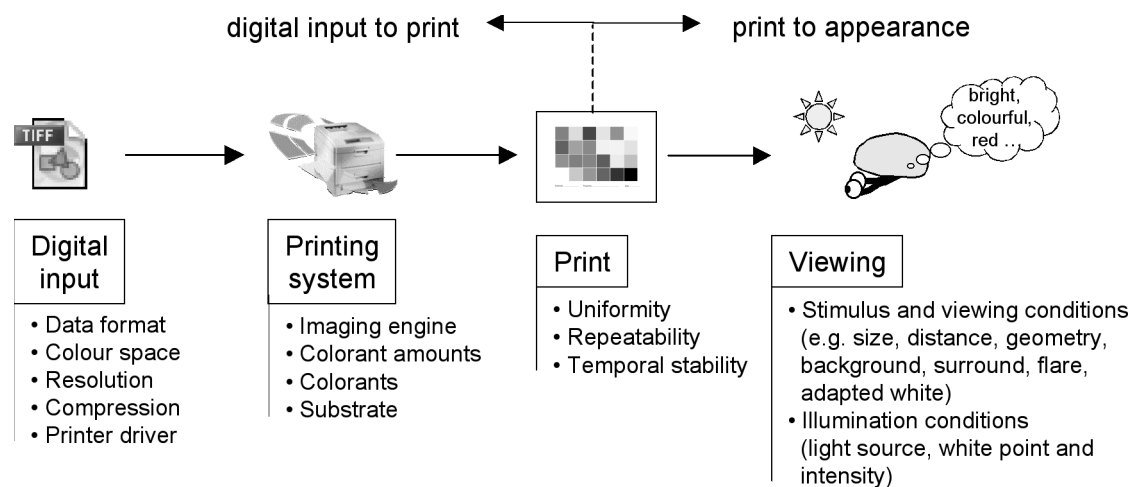 digital input to print
print to appearance
TIFF
bright,
colourful,
red ...
Digital
input
• Data format
• Colour space
• Resolution
• Compression
• Printer driver
Printing
system
• Imaging engine
• Colorant amounts
• Colorants
• Substrate
Print
• Uniformity
• Repeatability
• Temporal stability
Viewing
• Stimulus and viewing conditions
(e.g. size, distance, geometry,
background, surround, flare,
adapted white)
• Illumination conditions
(light source, white point and
intensity)